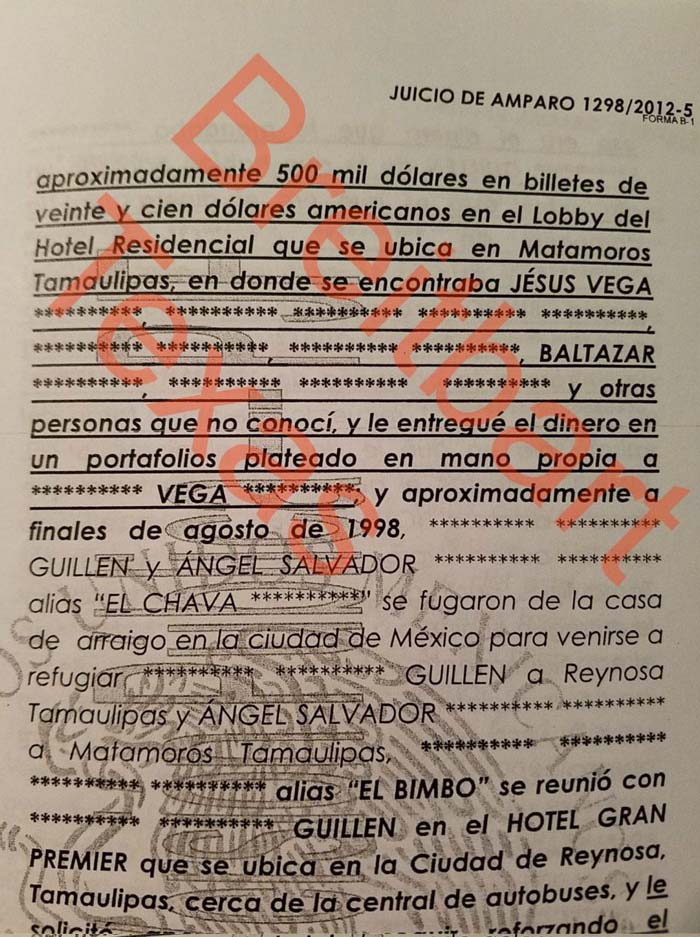 JUICIO DE AMPARO 1298/2012-5
FORMA B-1
aproximadamente 500 mil dólares en billetes de
veinte y cien dólares americanos en el Lobby del
Hotel Residencial que se ubica en Matamoros
Tamaulipas, en donde se encontraba JÉSUS VEGA
**********, ********** ********** ********** **********,
********** **********, ********** **********, BALTAZAR
**********, ********** ********** ********** y otras
personas que no conocí, y le entregué el dinero en
un portafolios plateado en mano propia a
********** VEGA **********; y aproximadamente a
finales de agosto de 1998, ********** **********
GUILLEN y ÁNGEL SALVADOR ********** **********
alias "EL CHAVA **********" se fugaron de la casa
de arraigo en la ciudad de México para venirse a
refugiar ********** ********** GUILLEN a Reynosa
Tamaulipas y ÁNGEL SALVADOR ********** **********
a Matamoros Tamaulipas, ********** **********
********** ********** alias "EL BIMBO" se reunió con
********** ********** GUILLEN en el HOTEL GRAN
PREMIER que se ubica en la Ciudad de Reynosa,
Tamaulipas, cerca de la central de autobuses, y le
solicitó reforzando el
Breitbart
Texas